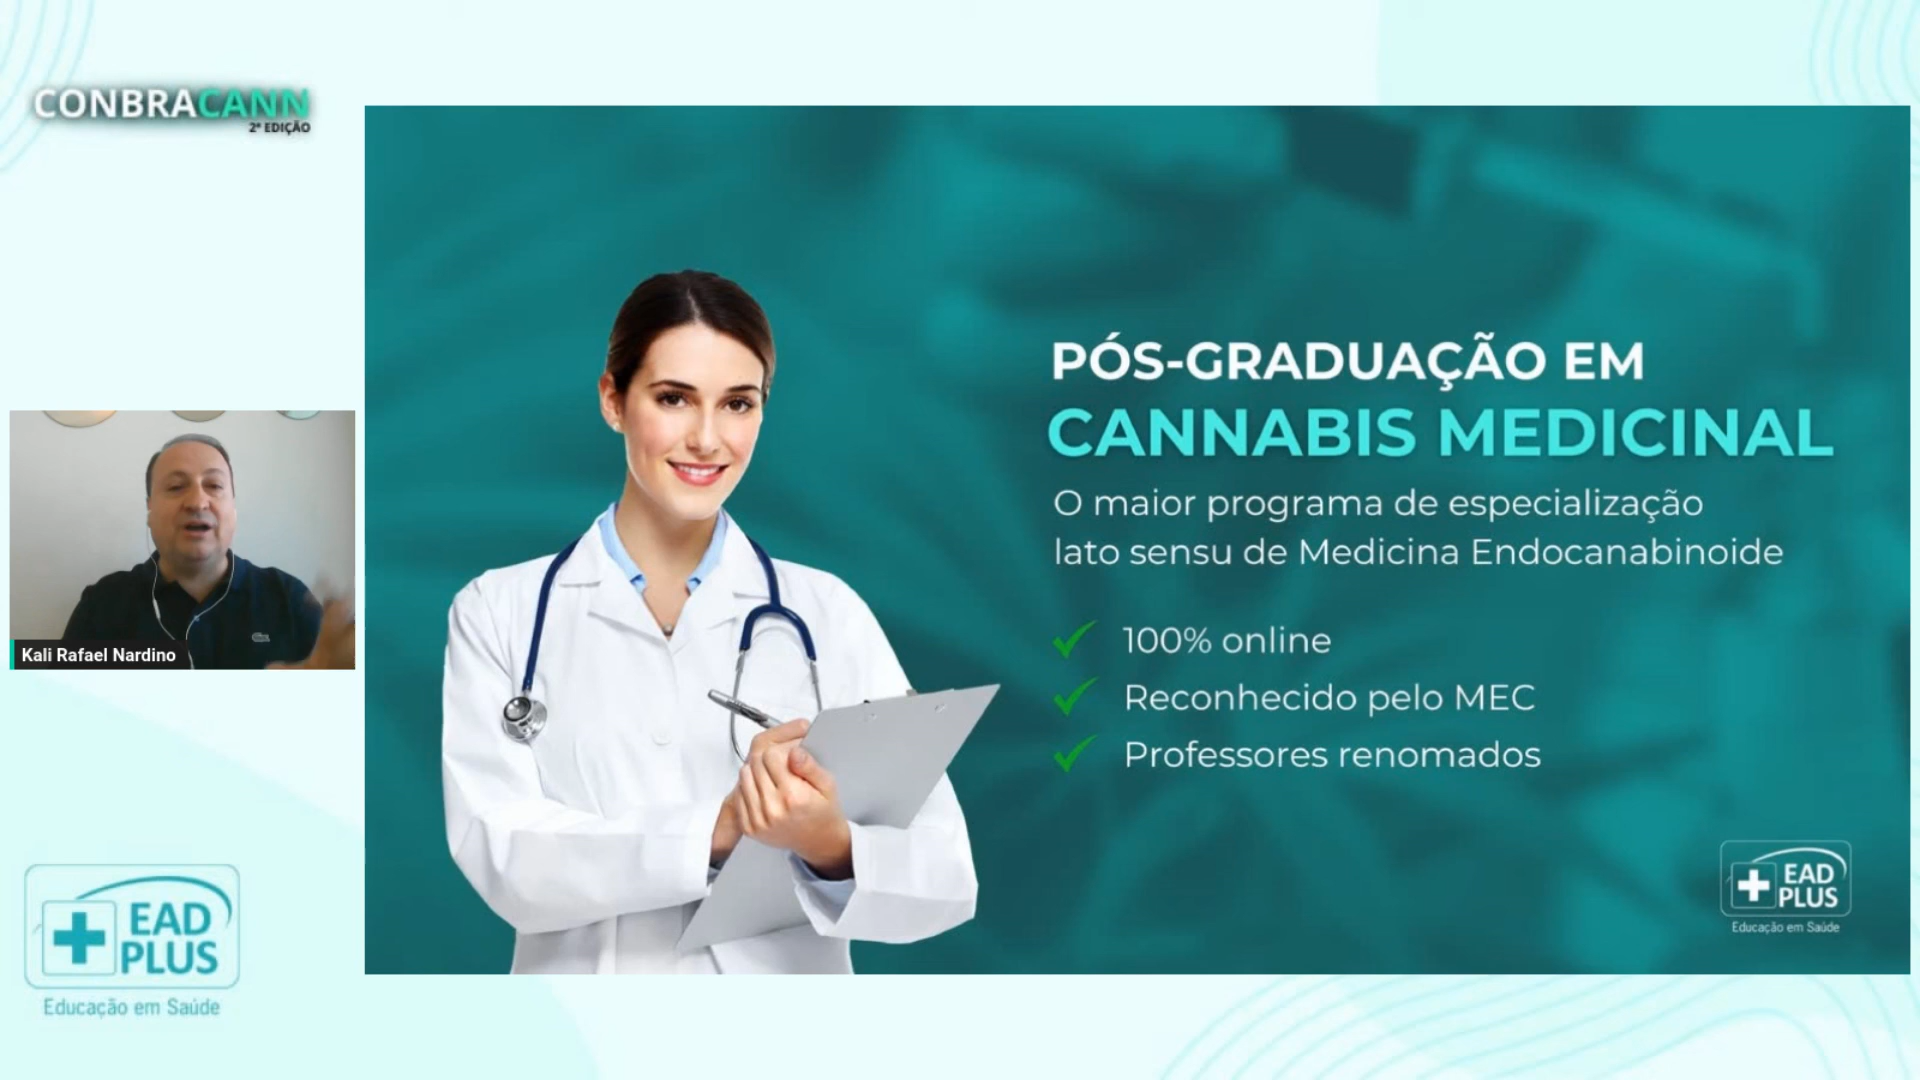 CONBRACANN
2ª EDIÇÃO
PÓS-GRADUAÇÃO EM
CANNABIS MEDICINAL
O maior programa de especialização
lato sensu de Medicina Endocanabinoide
100% online
Reconhecido pelo MEC
Professores renomados
Kali Rafael Nardino
EAD
PLUS
Educação em Saúde
EAD
PLUS
Educação em Saúde